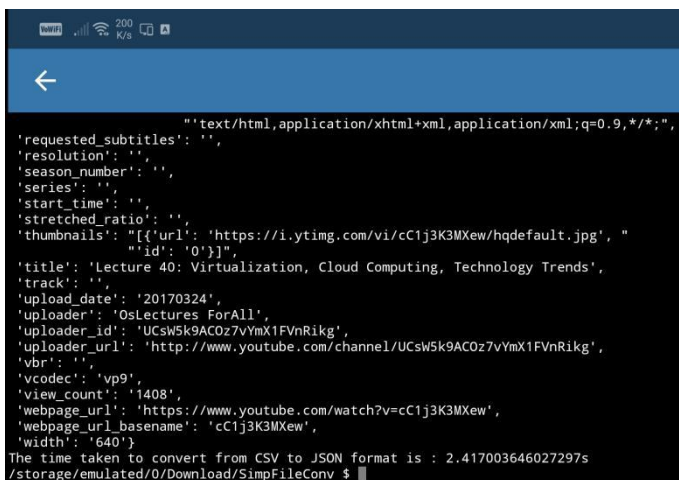 VoWiFi 200 K/s A
"'text/html,application/xhtml+xml,application/xml;q=0.9,*/*;",
'requested_subtitles': '',
'resolution': '',
'season_number': '',
'series': '',
'start_time': '',
'stretched_ratio': '',
'thumbnails': "[{'url': 'https://i.ytimg.com/vi/cC1j3K3MXew/hqdefault.jpg', "
"'id': '0'}]",
'title': 'Lecture 40: Virtualization, Cloud Computing, Technology Trends',
'track': '',
'upload_date': '20170324',
'uploader': 'OsLectures ForAll',
'uploader_id': 'UCsW5k9ACOz7vYmX1FVnRikg',
'uploader_url': 'http://www.youtube.com/channel/UCsW5k9ACOz7vYmX1FVnRikg',
'vbr': '',
'vcodec': 'vp9',
'view_count': '1408',
'webpage_url': 'https://www.youtube.com/watch?v=cC1j3K3MXew',
'webpage_url_basename': 'cC1j3K3MXew',
'width': '640'}
The time taken to convert from CSV to JSON format is : 2.417003646027297s
/storage/emulated/0/Download/SimpFileConv $